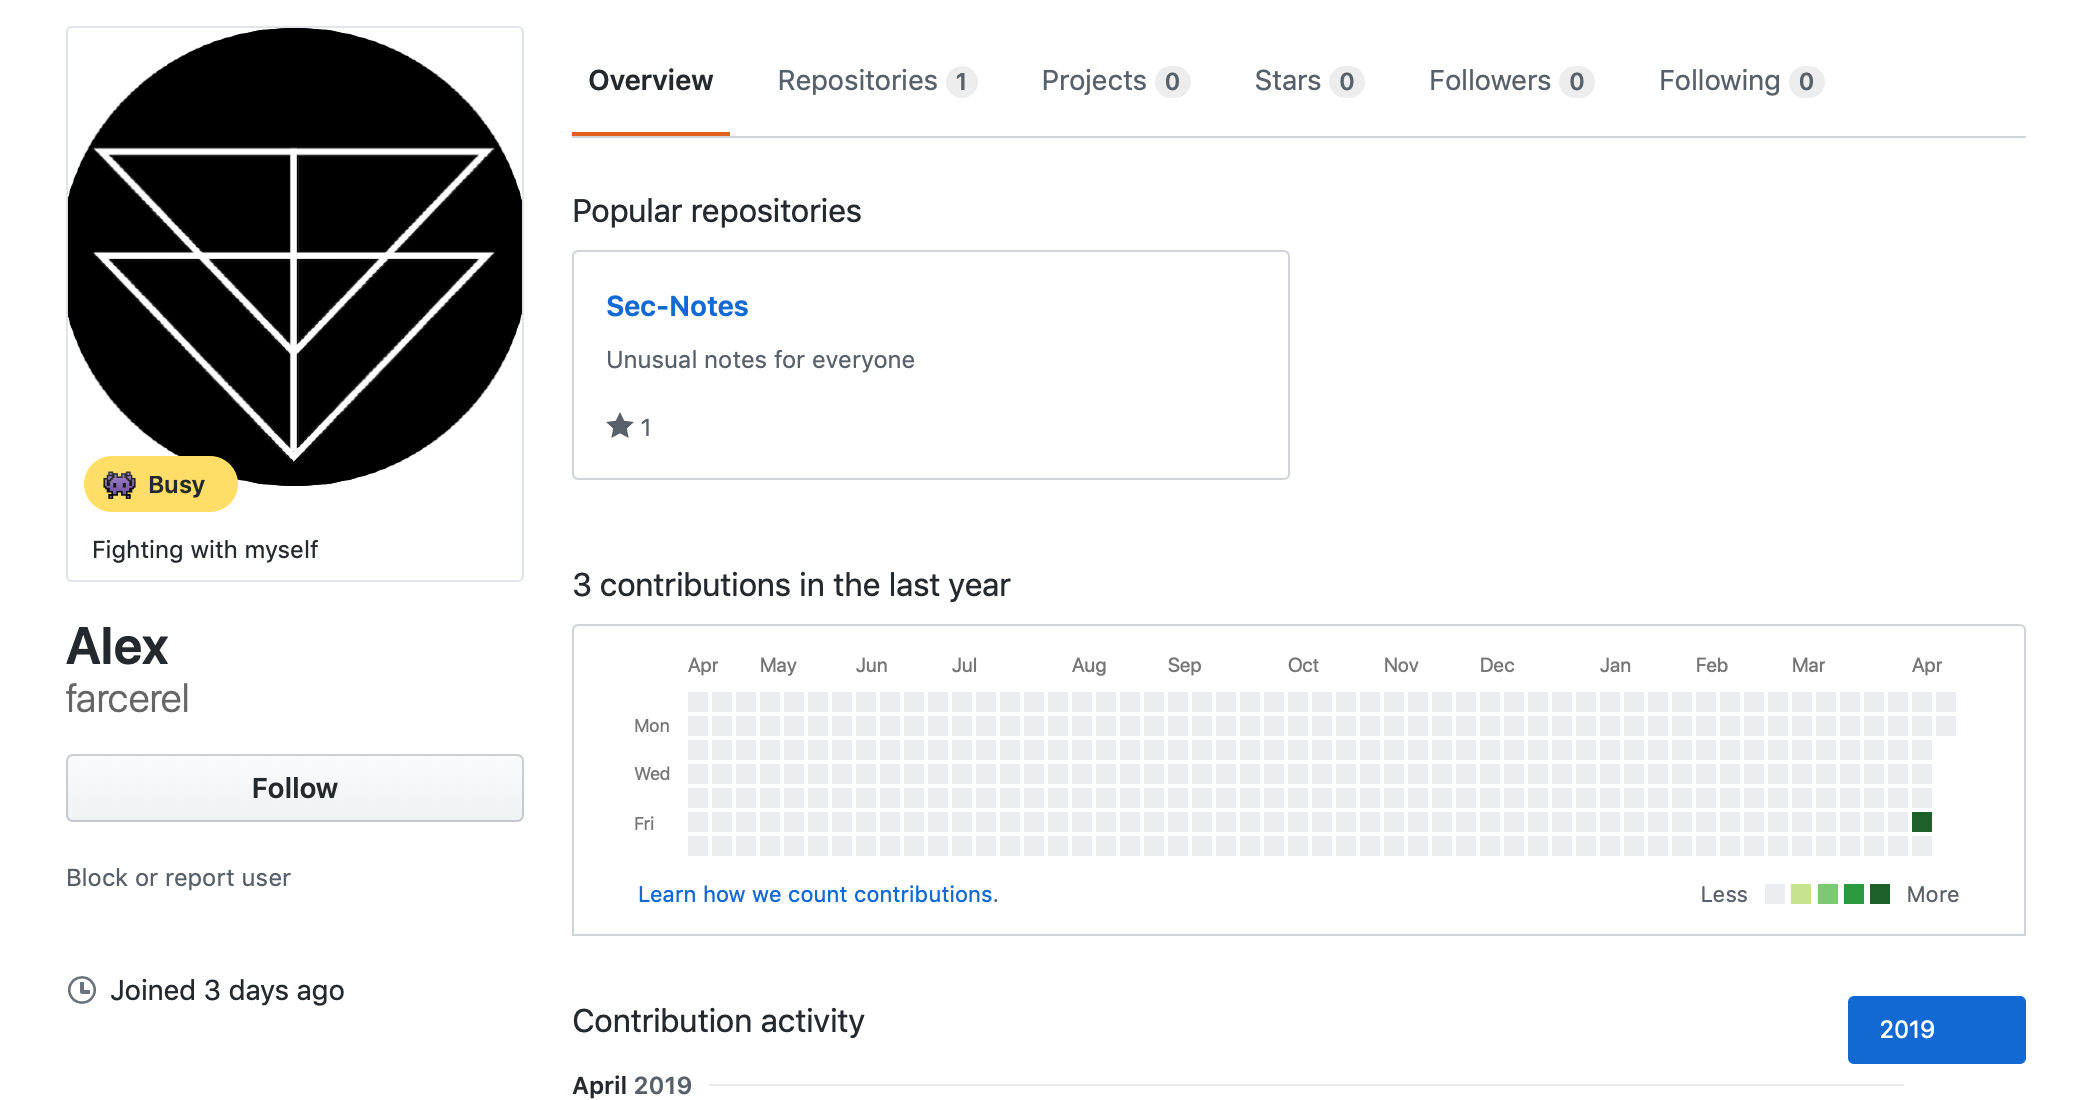 Overview Repositories 1 Projects 0 Stars 0 Followers 0 Following 0
Busy
Fighting with myself
Alex
farcerel
Follow
Block or report user
Joined 3 days ago
Popular repositories
Sec-Notes
Unusual notes for everyone
1
3 contributions in the last year
Apr May Jun Jul Aug Sep Oct Nov Dec Jan Feb Mar Apr
Mon
Wed
Fri
Learn how we count contributions. Less More
Contribution activity
2019
April 2019